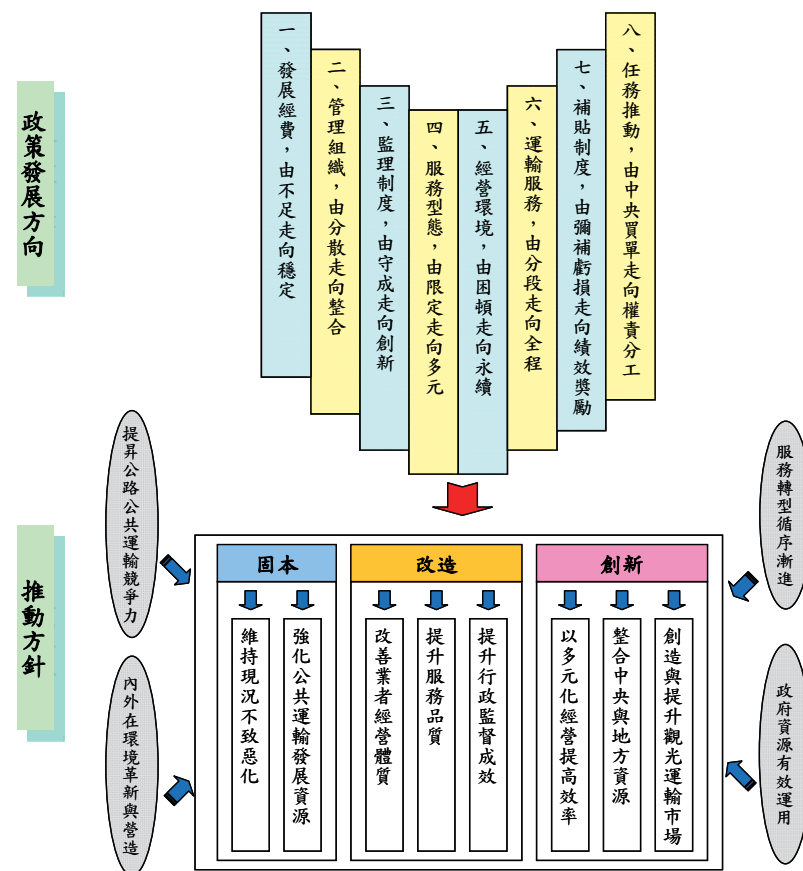 政策發展方向
一、發展經費，由不足走向穩定
二、管理組織，由分散走向整合
三、監理制度，由守成走向創新
四、服務型態，由限定走向多元
五、經營環境，由困頓走向永續
六、運輸服務，由分段走向全程
七、補貼制度，由彌補虧損走向績效獎勵
八、任務推動，由中央買單走向權責分工
推動方針
提昇公路公共運輸競爭力
內外在環境革新與營造
固本
維持現況不致惡化
強化公共運輸發展資源
改造
改善業者經營體質
提升服務品質
提升行政監督成效
創新
以多元化經營提高效率
整合中央與地方資源
創造與提升觀光運輸市場
服務轉型循序漸進
政府資源有效運用